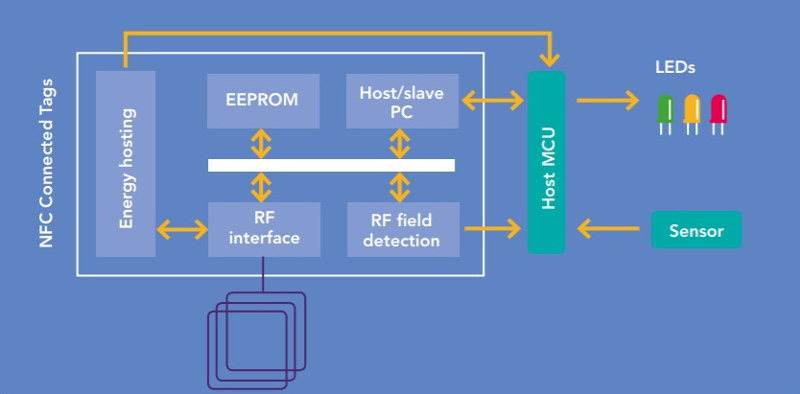 NFC Connected Tags
Energy hosting
EEPROM
Host/slave
PC
RF
interface
RF field
detection
Host MCU
LEDs
Sensor